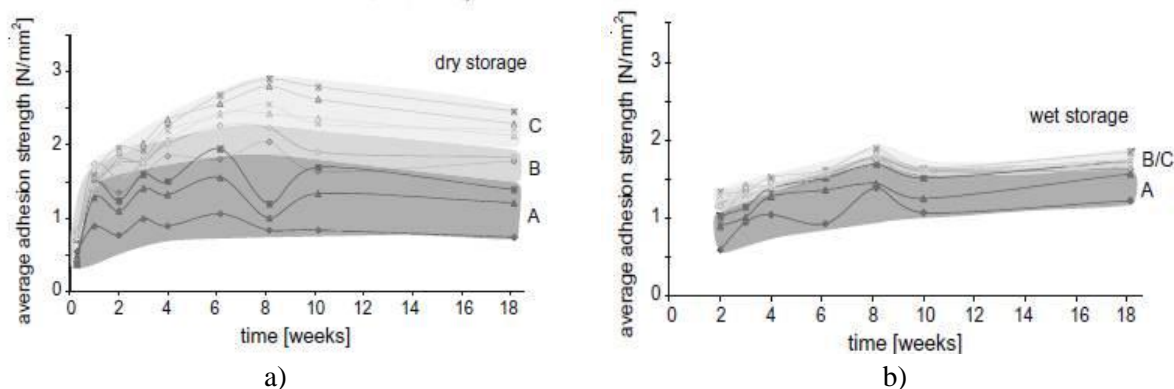 average adhesion strength [N/mm²]
3
2
1
0
dry storage
C
B
A
0 2 4 6 8 10 12 14 16 18
time [weeks]
a)
average adhesion strength [N/mm²]
3
2
1
0
wet storage
B/C
A
0 2 4 6 8 10 12 14 16 18
time [weeks]
b)